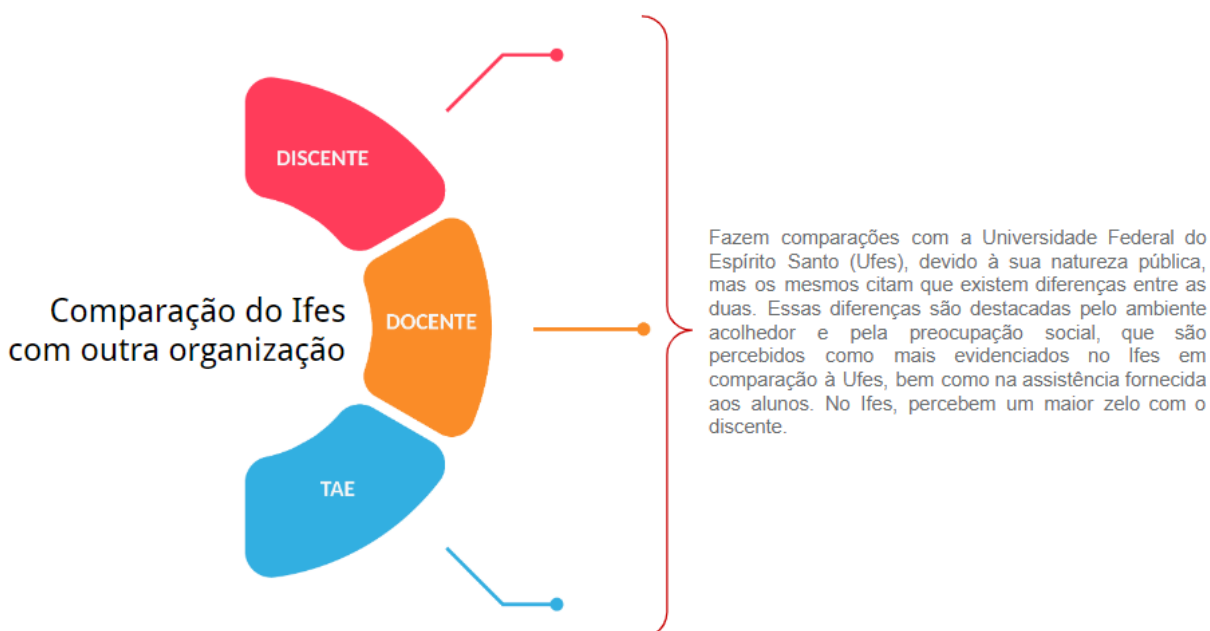 Comparação do Ifes
com outra organização
DISCENTE
DOCENTE
TAE
Fazem comparações com a Universidade Federal do
Espírito Santo (Ufes), devido à sua natureza pública,
mas os mesmos citam que existem diferenças entre as
duas. Essas diferenças são destacadas pelo ambiente
acolhedor e pela preocupação social, que são
percebidos como mais evidenciados no Ifes em
comparação à Ufes, bem como na assistência fornecida
aos alunos. No Ifes, percebem um maior zelo com o
discente.